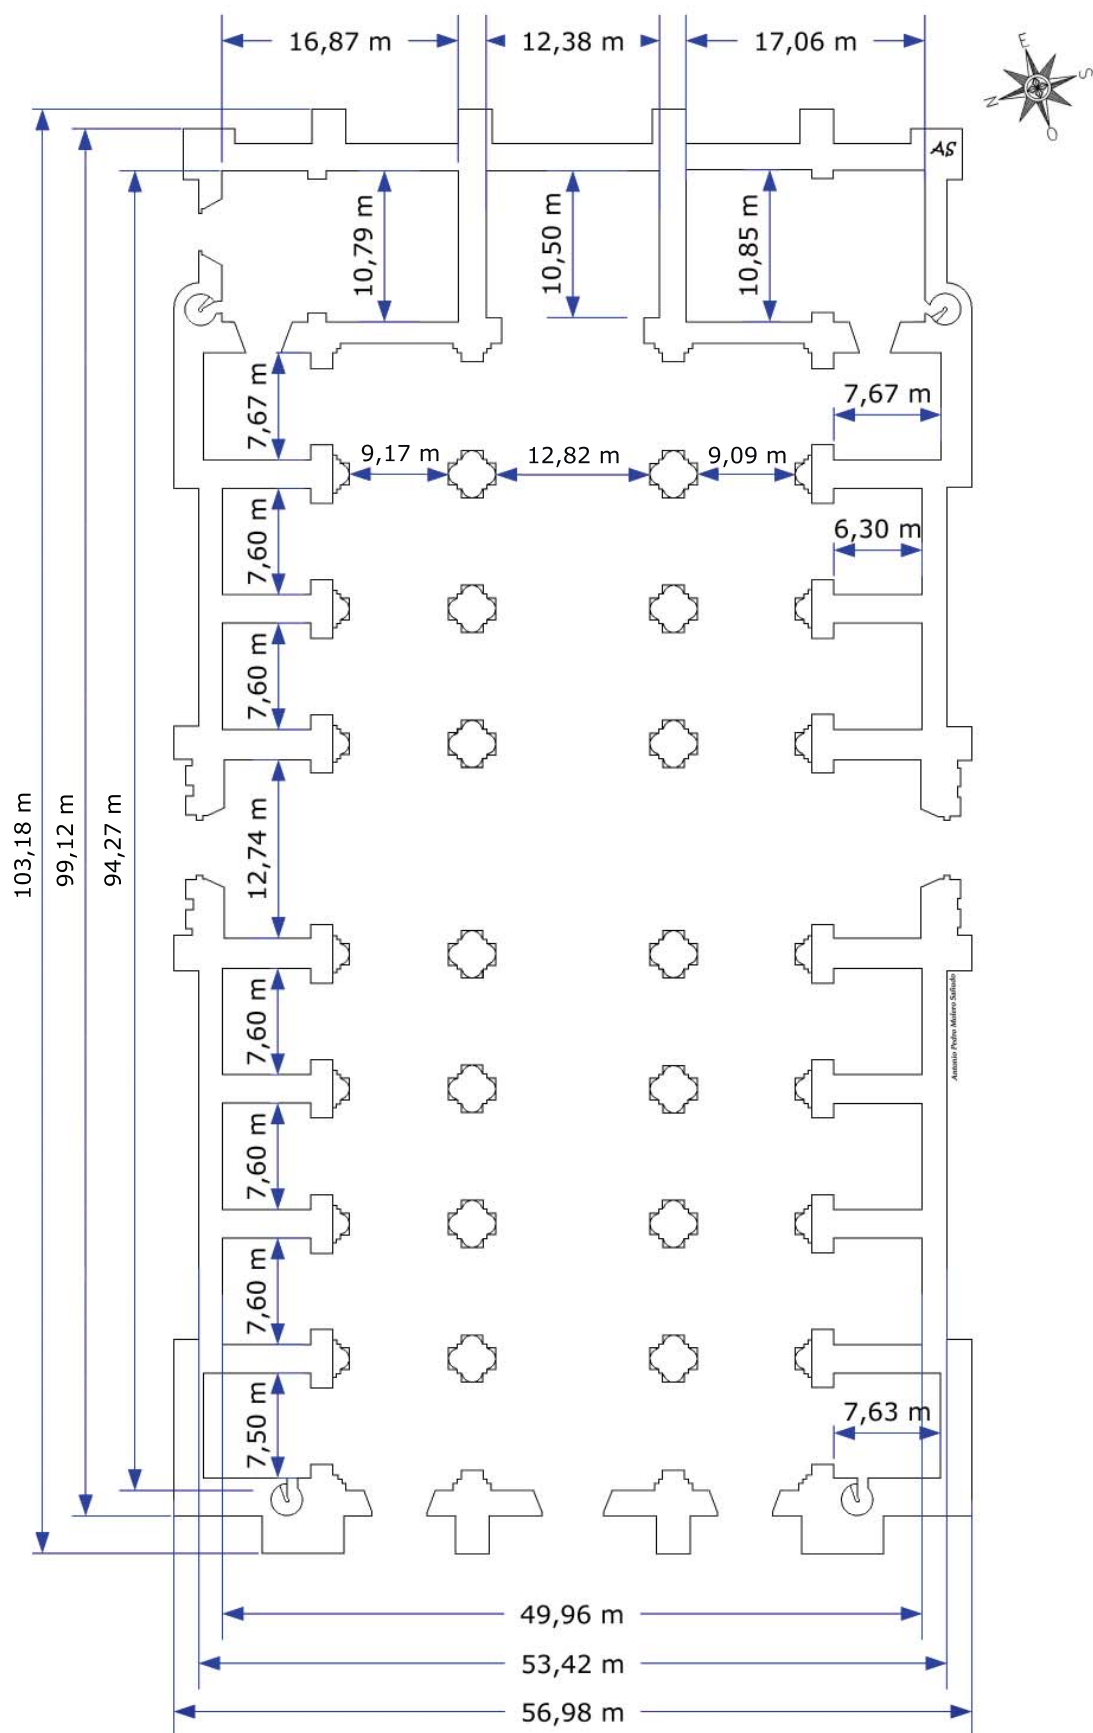 16,87 m
12,38 m
17,06 m
E
S
N
O
AS
10,79 m
10,50 m
10,85 m
7,67 m
7,67 m
9,17 m
12,82 m
9,09 m
7,60 m
6,30 m
7,60 m
103,18 m
99,12 m
94,27 m
12,74 m
7,60 m
Antonio Pedro Molero Sañudo
7,60 m
7,60 m
7,50 m
7,63 m
49,96 m
53,42 m
56,98 m